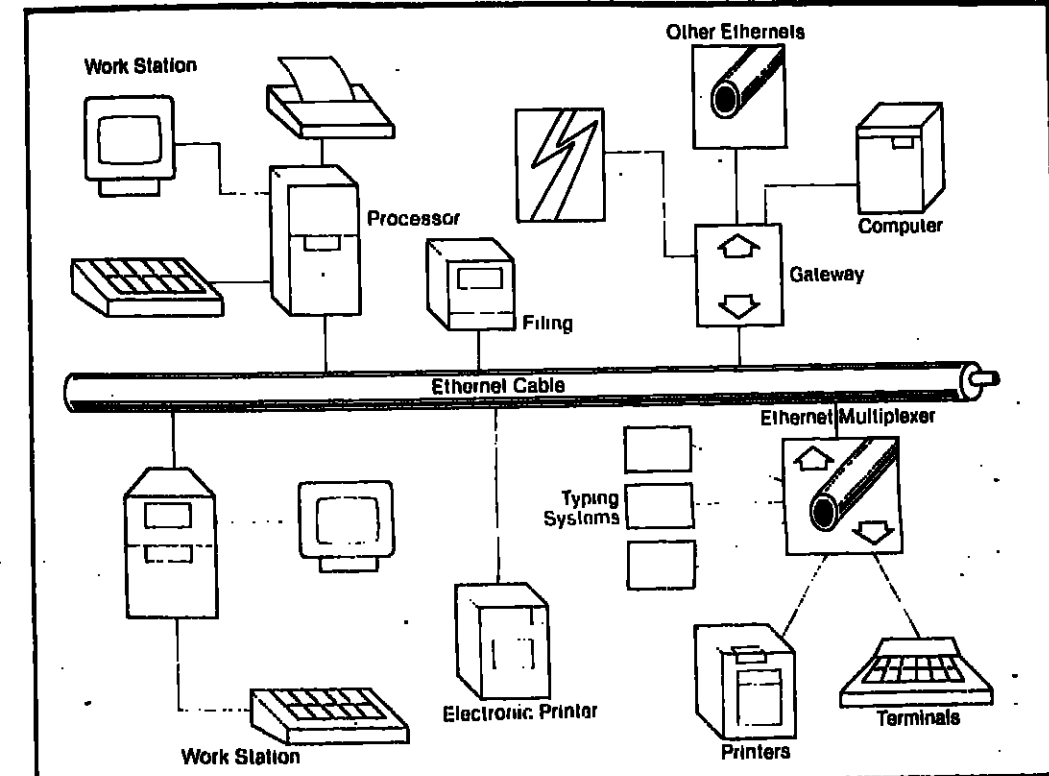 Other Ethernets
Work Station
Processor
Computer
Gateway
Filing
Ethernet Cable
Ethernet Multiplexer
Typing
Systems
Electronic Printer
Terminals
Printers
Work Station